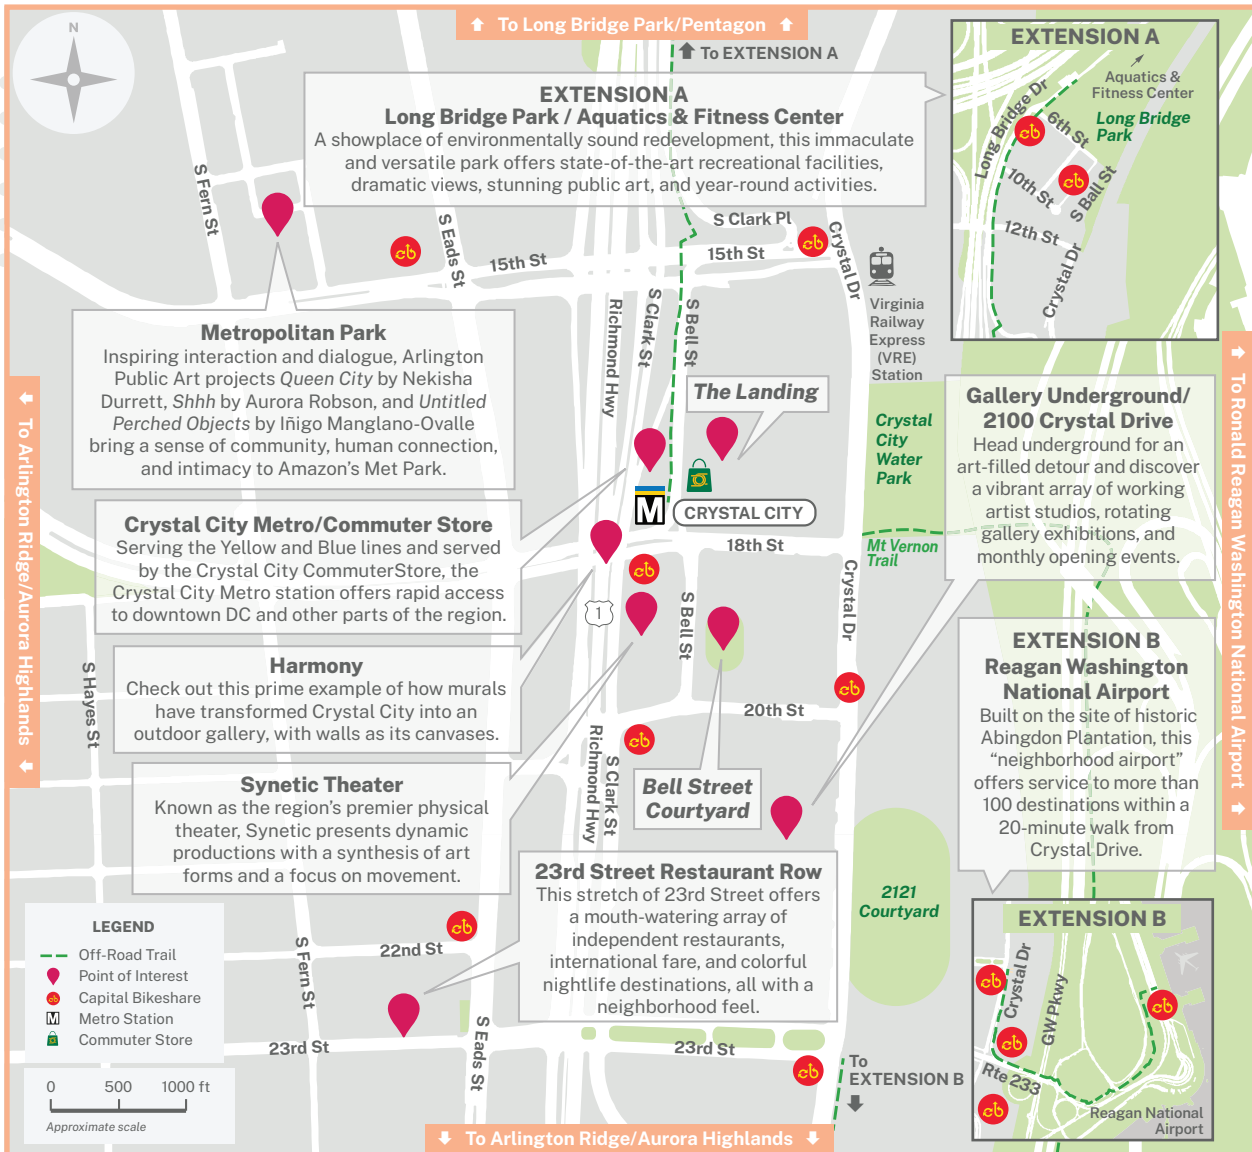 To Long Bridge Park/Pentagon
N
To EXTENSION A
EXTENSION A
Long Bridge Park / Aquatics & Fitness Center
A showplace of environmentally sound redevelopment, this immaculate
and versatile park offers state-of-the-art recreational facilities,
dramatic views, stunning public art, and year-round activities.
EXTENSION A
Aquatics &
Fitness Center
Long Bridge
Park
Long Bridge Dr
6th St
10th St
S Ball St
12th St
Crystal Dr
S Fern St
S Eads St
15th St
S Clark Pl
15th St
Crystal Dr
Virginia
Railway
Express
(VRE)
Station
Richmond Hwy
S Clark St
S Bell St
Metropolitan Park
Inspiring interaction and dialogue, Arlington
Public Art projects Queen City by Nekisha
Durrett, Shhh by Aurora Robson, and Untitled
Perched Objects by Iñigo Manglano-Ovalle
bring a sense of community, human connection,
and intimacy to Amazon's Met Park.
The Landing
Crystal
City
Water
Park
Gallery Underground/
2100 Crystal Drive
Head underground for an
art-filled detour and discover
a vibrant array of working
artist studios, rotating
gallery exhibitions, and
monthly opening events.
To Arlington Ridge/Aurora Highlands
To Ronald Reagan Washington National Airport
Crystal City Metro/Commuter Store
Serving the Yellow and Blue lines and served
by the Crystal City CommuterStore, the
Crystal City Metro station offers rapid access
to downtown DC and other parts of the region.
M
CRYSTAL CITY
18th St
Mt Vernon
Trail
1
S Bell St
Crystal Dr
Harmony
Check out this prime example of how murals
have transformed Crystal City into an
outdoor gallery, with walls as its canvases.
S Hayes St
20th St
Richmond Hwy
S Clark St
Bell Street
Courtyard
EXTENSION B
Reagan Washington
National Airport
Built on the site of historic
Abingdon Plantation, this
“neighborhood airport”
offers service to more than
100 destinations within a
20-minute walk from
Crystal Drive.
Synetic Theater
Known as the region's premier physical
theater, Synetic presents dynamic
productions with a synthesis of art
forms and a focus on movement.
23rd Street Restaurant Row
This stretch of 23rd Street offers
a mouth-watering array of
independent restaurants,
international fare, and colorful
nightlife destinations, all with a
neighborhood feel.
2121
Courtyard
LEGEND
Off-Road Trail
Point of Interest
Capital Bikeshare
M Metro Station
Commuter Store
0 500 1000 ft
Approximate scale
S Fern St
22nd St
S Eads St
23rd St
23rd St
To
EXTENSION B
EXTENSION B
Crystal Dr
GW Pkwy
Rte 233
Reagan National
Airport
To Arlington Ridge/Aurora Highlands
cb
cb
cb
cb
cb
cb
cb
cb
cb
cb
cb
cb
cb
cb